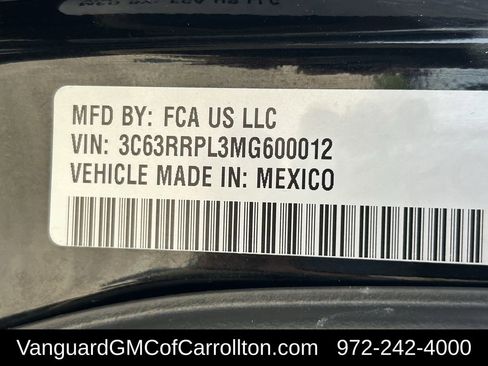 MFD BY: FCA US LLC
VIN: 3C63RRPL3MG600012
VEHICLE MADE IN: MEXICO
VanguardGMCofCarrollton.com 972-242-4000